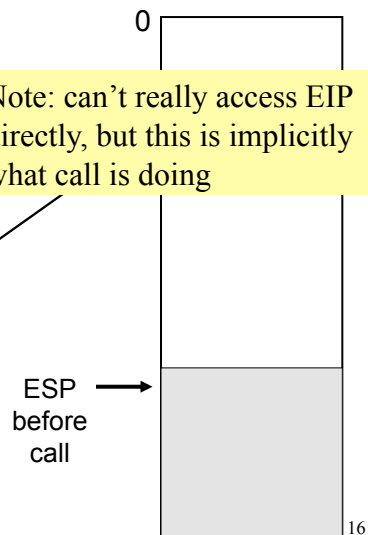 0
Note: can't really access EIP
directly, but this is implicitly
what call is doing
ESP
before
call
16